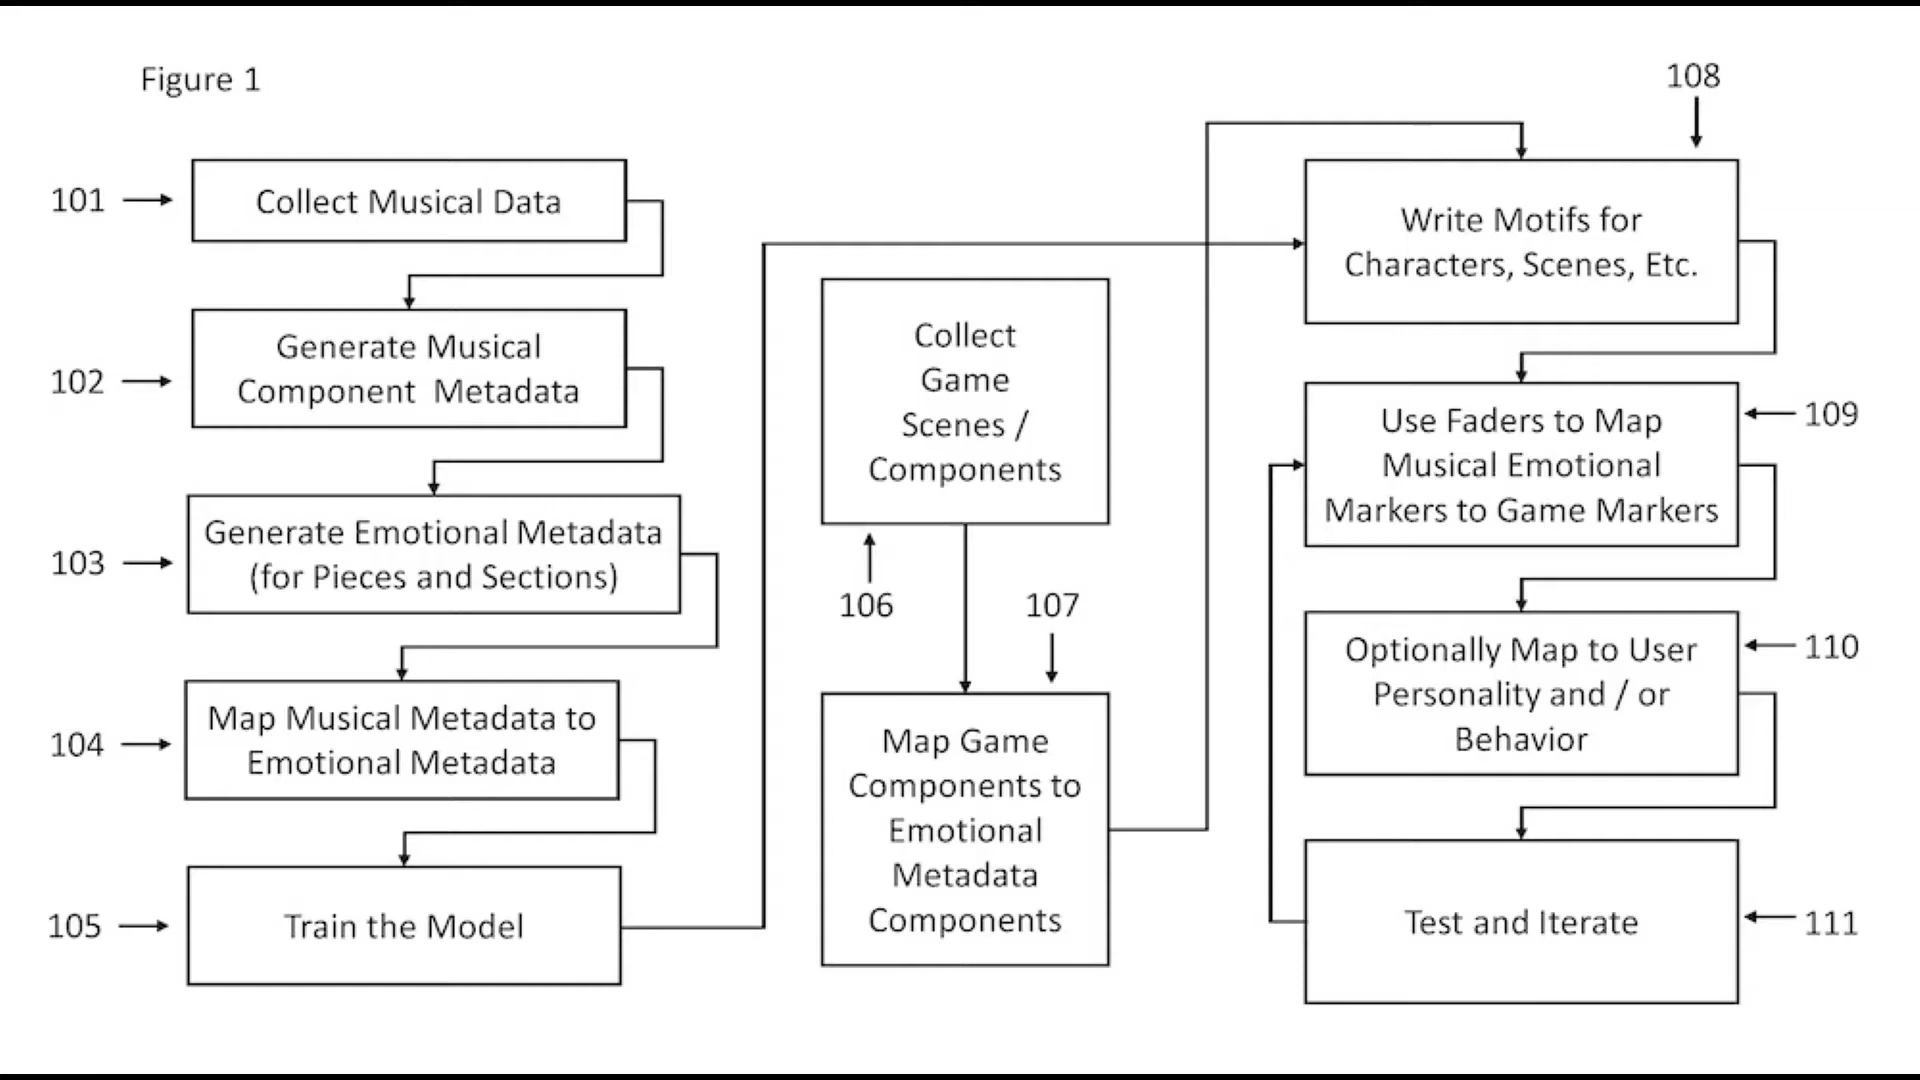 Figure 1
101
Collect Musical Data
102
Generate Musical
Component Metadata
103
Generate Emotional Metadata
(for Pieces and Sections)
104
Map Musical Metadata to
Emotional Metadata
105
Train the Model
Collect
Game
Scenes /
Components
106
107
Map Game
Components to
Emotional
Metadata
Components
108
Write Motifs for
Characters, Scenes, Etc.
Use Faders to Map
Musical Emotional
Markers to Game Markers
109
Optionally Map to User
Personality and / or
Behavior
110
Test and Iterate
111